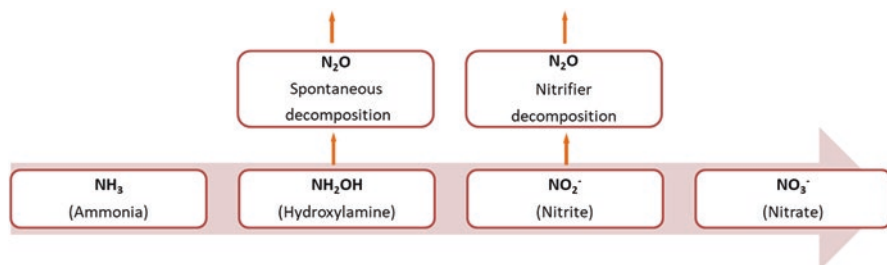 N₂O
Spontaneous
decomposition
N₂O
Nitrifier
decomposition
NH₃
(Ammonia)
NH₂OH
(Hydroxylamine)
NO₂⁻
(Nitrite)
NO₃⁻
(Nitrate)